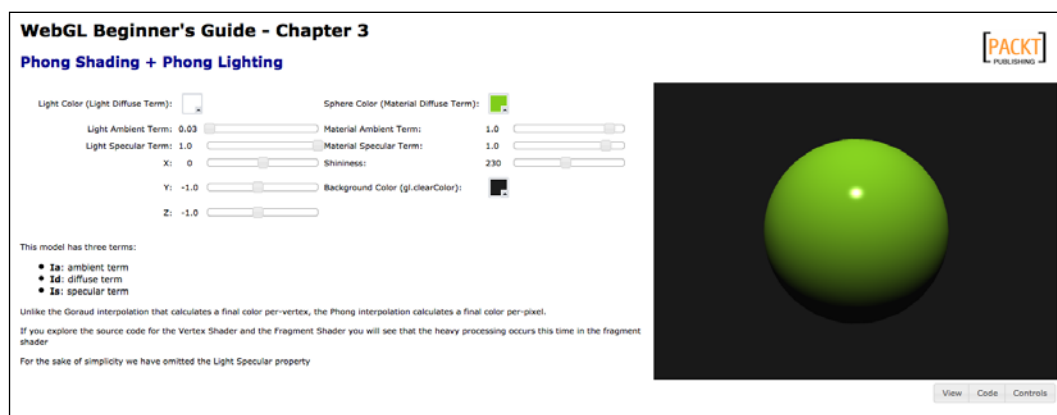 WebGL Beginner's Guide - Chapter 3
[PACKT]
PUBLISHING
Phong Shading + Phong Lighting
Light Color (Light Diffuse Term):
Sphere Color (Material Diffuse Term):
Light Ambient Term: 0.03
Material Ambient Term: 1.0
Light Specular Term: 1.0
Material Specular Term: 1.0
X: 0
Shininess: 230
Y: -1.0
Background Color (gl.clearColor):
Z: -1.0
This model has three terms:
• Ia: ambient term
• Id: diffuse term
• Is: specular term
Unlike the Goraud interpolation that calculates a final color per-vertex, the Phong interpolation calculates a final color per-pixel.
If you explore the source code for the Vertex Shader and the Fragment Shader you will see that the heavy processing occurs this time in the fragment
shader
For the sake of simplicity we have omitted the Light Specular property
View Code Controls